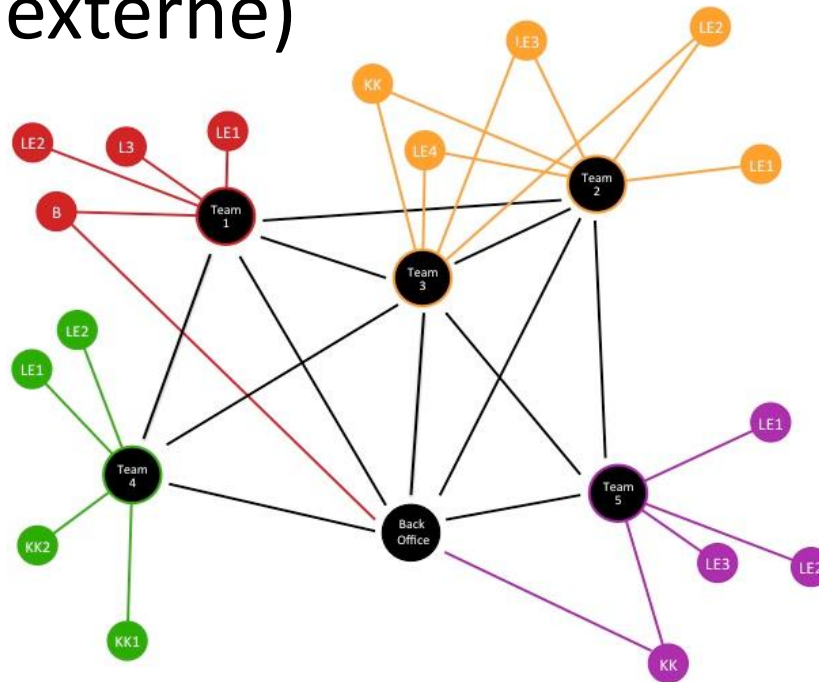 externe)
LE2
LE3
KK
LE1
L3
LE2
LE4
LE1
Team
2
B
Team
1
Team
3
LE2
LE1
LE1
Team
4
Team
5
Back
Office
KK2
LE3
LE2
KK1
KK